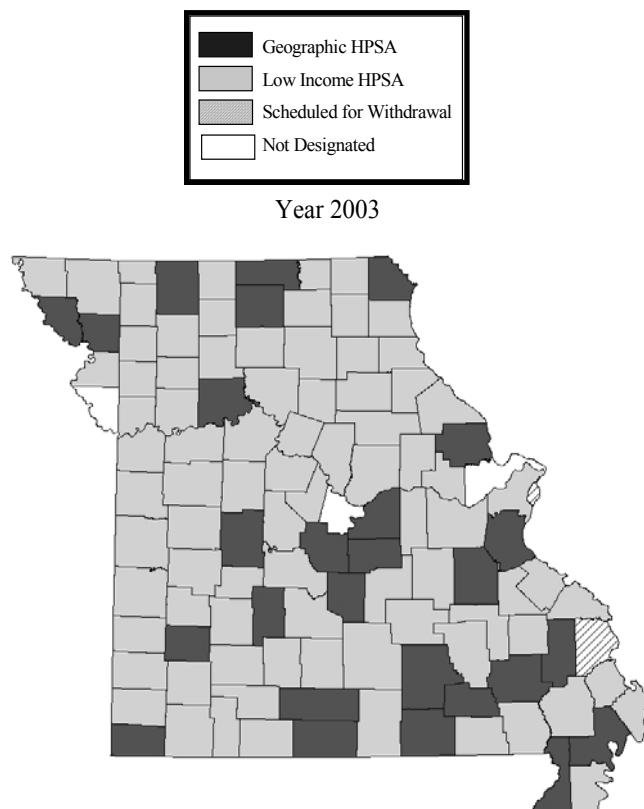 Geographic HPSA
Low Income HPSA
Scheduled for Withdrawal
Not Designated
Year 2003